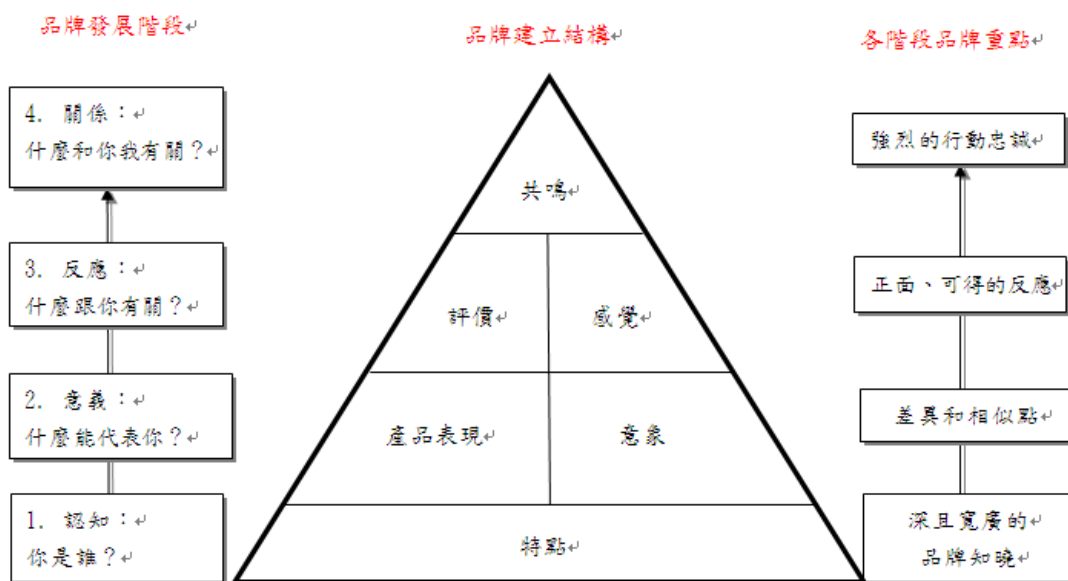 品牌發展階段
品牌建立結構
各階段品牌重點
4. 關係：
什麼和你我有關？
3. 反應：
什麼跟你有關？
2. 意義：
什麼能代表你？
1. 認知：
你是誰？
共鳴
評價
感覺
產品表現
意象
特點
強烈的行動忠誠
正面、可得的反應
差異和相似點
深且寬廣的
品牌知曉